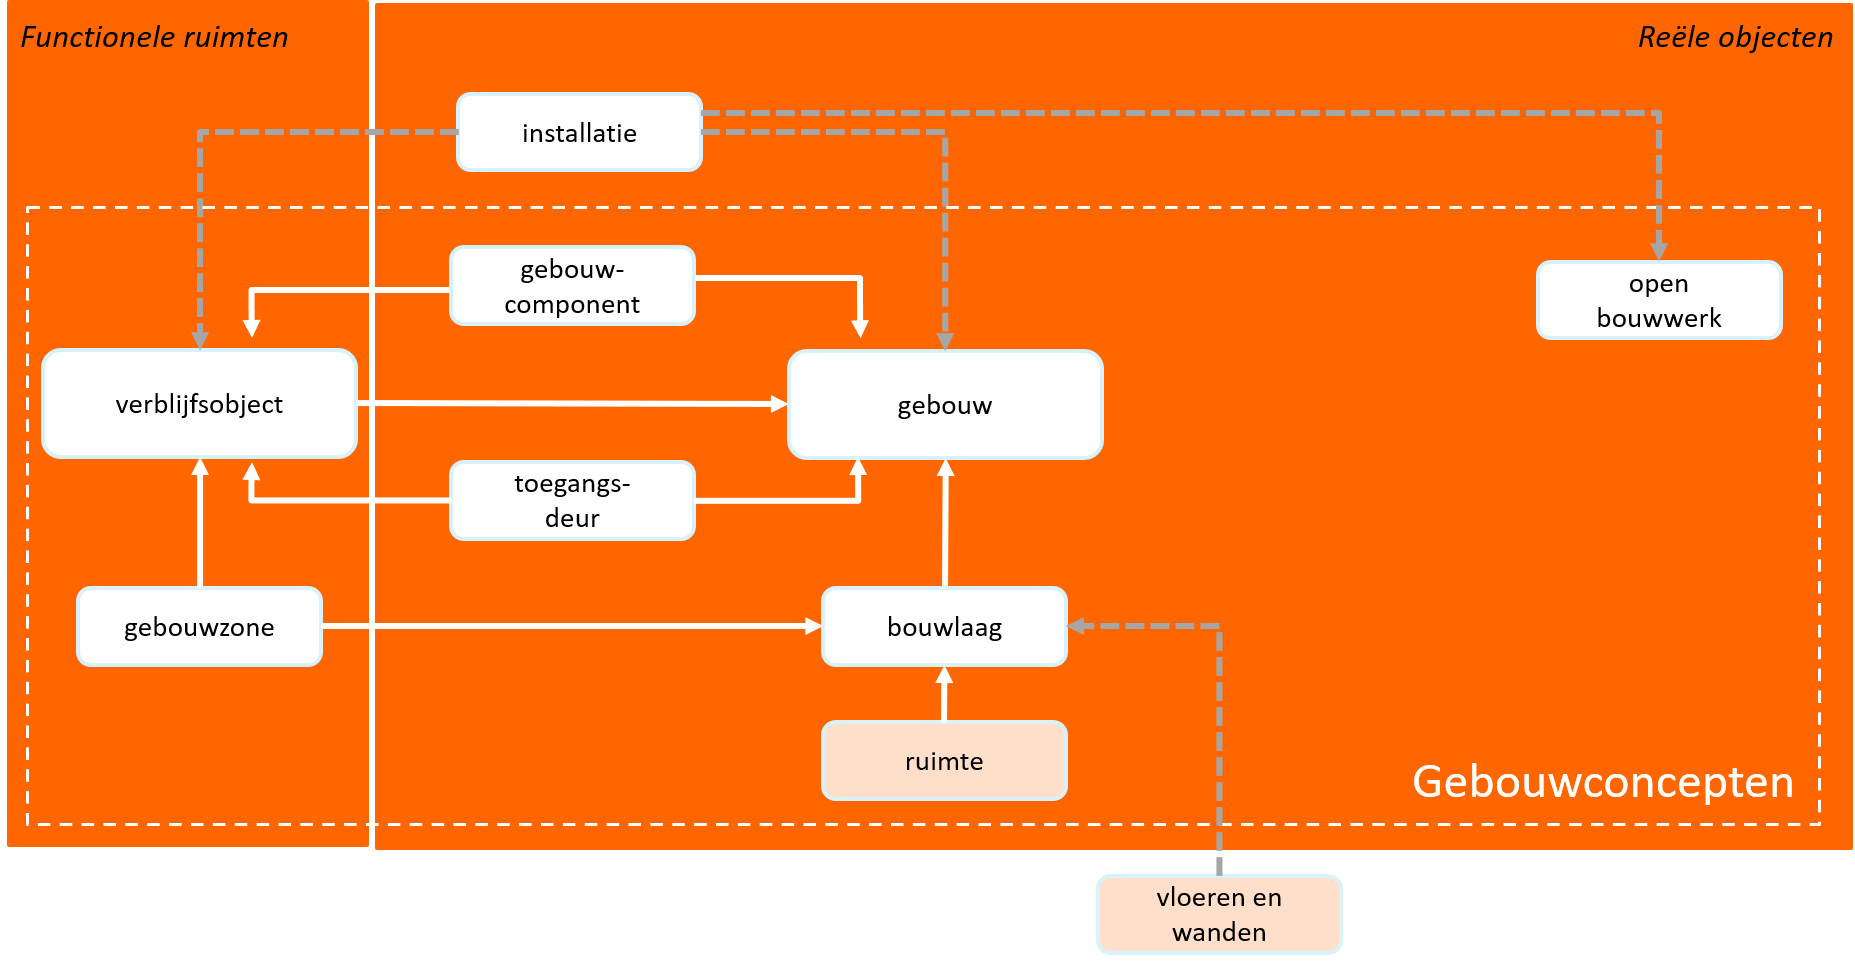 Functionele ruimten
Reële objecten
installatie
gebouw-
component
open
bouwwerk
verblijfsobject
gebouw
toegangs-
deur
gebouwzone
bouwlaag
ruimte
Gebouwconcepten
vloeren en
wanden